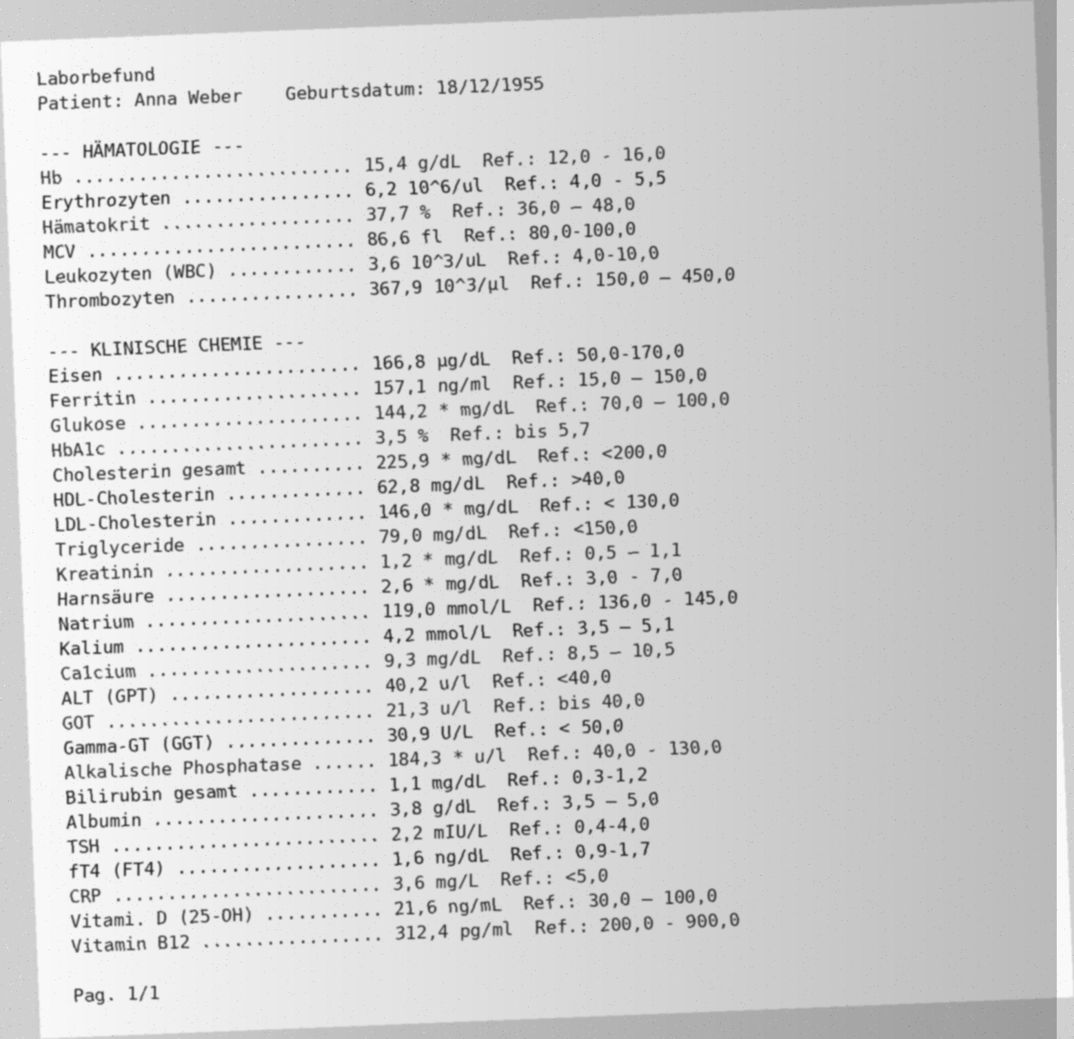 Laborbefund
Patient: Anna Weber    Geburtsdatum: 18/12/1955

--- HÄMATOLOGIE ---
Hb .......................... 15,4 g/dL  Ref.: 12,0 - 16,0
Erythrozyten ................ 6,2 10^6/ul  Ref.: 4,0 - 5,5
Hämatokrit .................. 37,7 %  Ref.: 36,0 – 48,0
MCV ......................... 86,6 fl  Ref.: 80,0-100,0
Leukozyten (WBC) ............ 3,6 10^3/uL  Ref.: 4,0-10,0
Thrombozyten ................ 367,9 10^3/µl  Ref.: 150,0 – 450,0

--- KLINISCHE CHEMIE ---
Eisen ....................... 166,8 µg/dL  Ref.: 50,0-170,0
Ferritin .................... 157,1 ng/ml  Ref.: 15,0 – 150,0
Glukose ..................... 144,2 * mg/dL  Ref.: 70,0 – 100,0
HbA1c ....................... 3,5 %  Ref.: bis 5,7
Cholesterin gesamt .......... 225,9 * mg/dL  Ref.: <200,0
HDL-Cholesterin ............. 62,8 mg/dL  Ref.: >40,0
LDL-Cholesterin ............. 146,0 * mg/dL  Ref.: < 130,0
Triglyceride ................ 79,0 mg/dL  Ref.: <150,0
Kreatinin ................... 1,2 * mg/dL  Ref.: 0,5 – 1,1
Harnsäure ................... 2,6 * mg/dL  Ref.: 3,0 - 7,0
Natrium ..................... 119,0 mmol/L  Ref.: 136,0 - 145,0
Kalium ...................... 4,2 mmol/L  Ref.: 3,5 – 5,1
Ca1cium ..................... 9,3 mg/dL  Ref.: 8,5 – 10,5
ALT (GPT) ................... 40,2 u/l  Ref.: <40,0
GOT ......................... 21,3 u/l  Ref.: bis 40,0
Gamma-GT (GGT) .............. 30,9 U/L  Ref.: < 50,0
Alkalische Phosphatase ...... 184,3 * u/l  Ref.: 40,0 - 130,0
Bilirubin gesamt ............ 1,1 mg/dL  Ref.: 0,3-1,2
Albumin ..................... 3,8 g/dL  Ref.: 3,5 – 5,0
TSH ......................... 2,2 mIU/L  Ref.: 0,4-4,0
fT4 (FT4) ................... 1,6 ng/dL  Ref.: 0,9-1,7
CRP ......................... 3,6 mg/L  Ref.: <5,0
Vitami. D (25-OH) ........... 21,6 ng/mL  Ref.: 30,0 – 100,0
Vitamin B12 ................. 312,4 pg/ml  Ref.: 200,0 - 900,0

Pag. 1/1